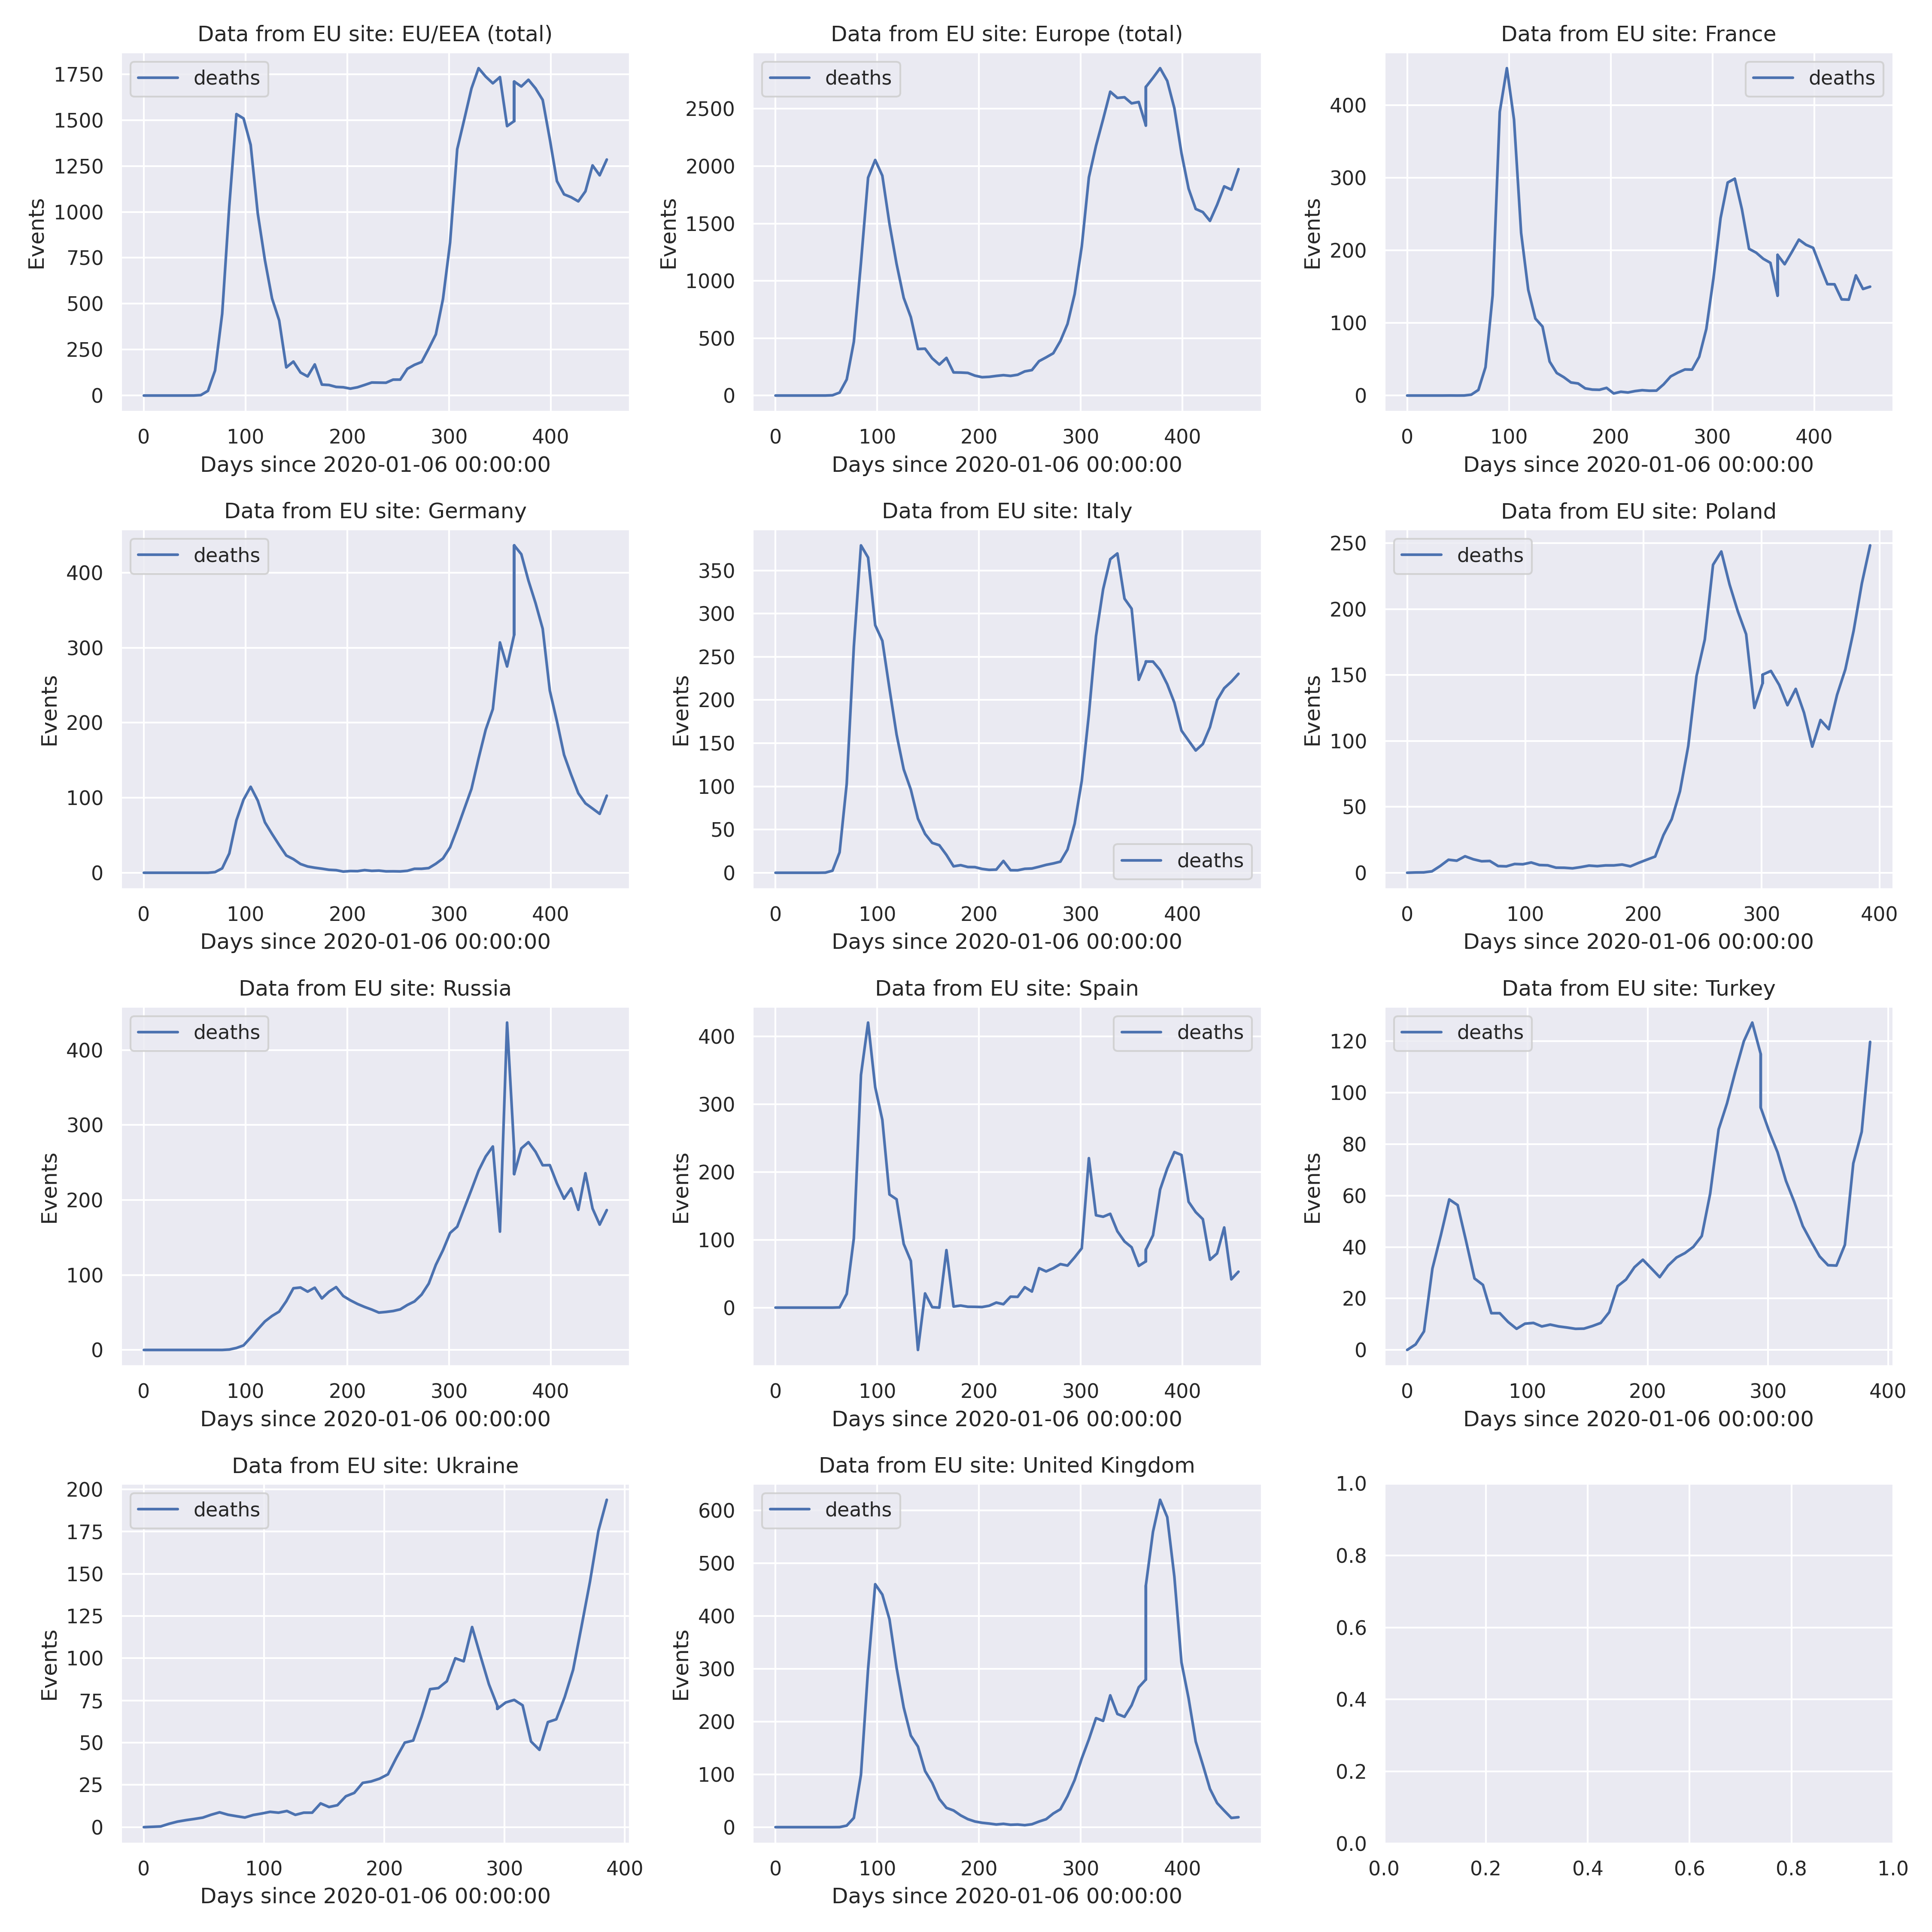 Data from EU site: EU/EEA (total)
deaths
Events
1750
1500
1250
1000
750
500
250
0
0 100 200 300 400
Days since 2020-01-06 00:00:00
Data from EU site: Europe (total)
deaths
Events
2500
2000
1500
1000
500
0
0 100 200 300 400
Days since 2020-01-06 00:00:00
Data from EU site: France
deaths
Events
400
300
200
100
0
0 100 200 300 400
Days since 2020-01-06 00:00:00
Data from EU site: Germany
deaths
Events
400
300
200
100
0
0 100 200 300 400
Days since 2020-01-06 00:00:00
Data from EU site: Italy
deaths
Events
350
300
250
200
150
100
50
0
0 100 200 300 400
Days since 2020-01-06 00:00:00
Data from EU site: Poland
deaths
Events
250
200
150
100
50
0
0 100 200 300 400
Days since 2020-01-06 00:00:00
Data from EU site: Russia
deaths
Events
400
300
200
100
0
0 100 200 300 400
Days since 2020-01-06 00:00:00
Data from EU site: Spain
deaths
Events
400
300
200
100
0
0 100 200 300 400
Days since 2020-01-06 00:00:00
Data from EU site: Turkey
deaths
Events
120
100
80
60
40
20
0
0 100 200 300 400
Days since 2020-01-06 00:00:00
Data from EU site: Ukraine
deaths
Events
200
175
150
125
100
75
50
25
0
0 100 200 300 400
Days since 2020-01-06 00:00:00
Data from EU site: United Kingdom
deaths
Events
600
500
400
300
200
100
0
0 100 200 300 400
Days since 2020-01-06 00:00:00
1.0
0.8
0.6
0.4
0.2
0.0
0.0 0.2 0.4 0.6 0.8 1.0